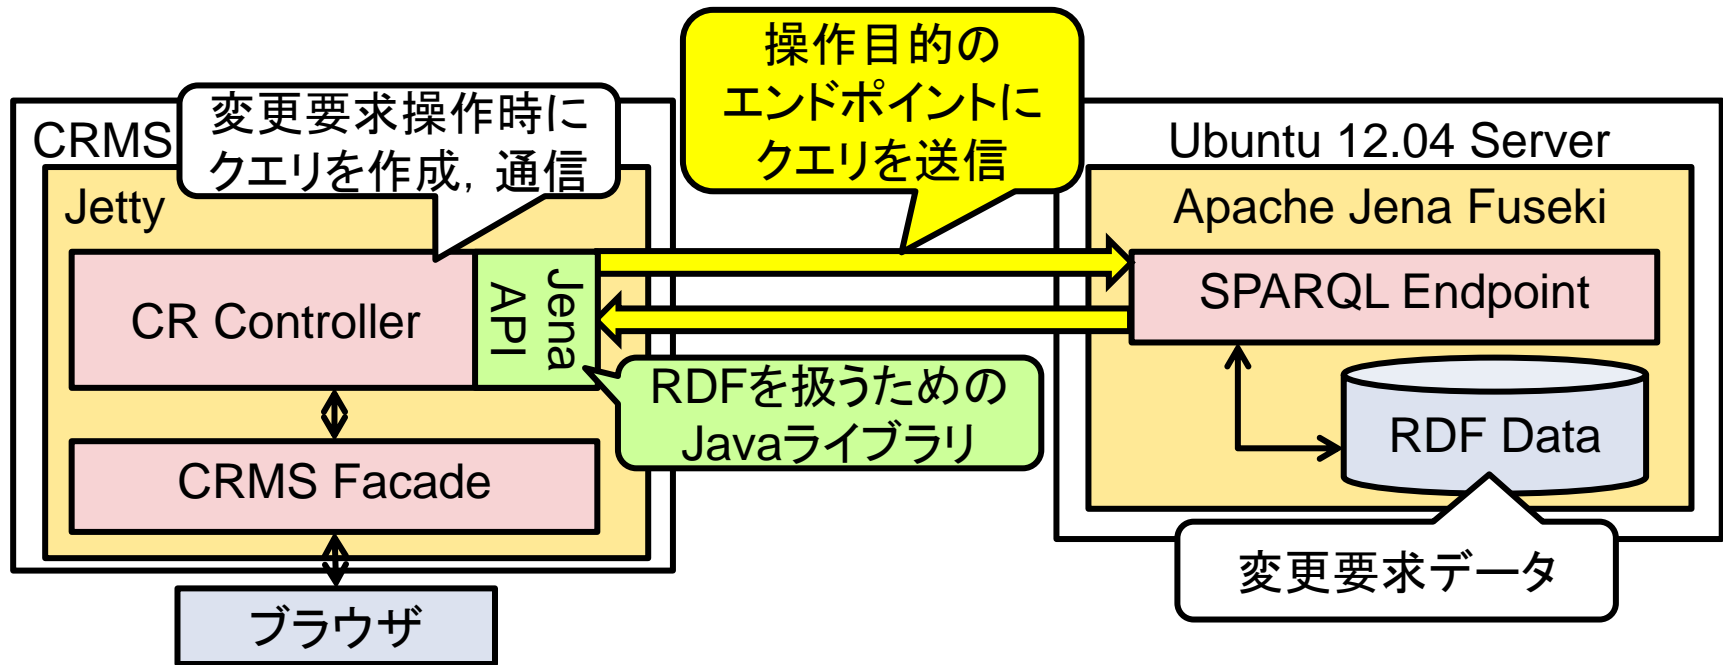 操作目的の
エンドポイントに
クエリを送信
変更要求操作時に
クエリを作成, 通信
CRMS
Jetty
CR Controller
Jena
API
RDFを扱うための
Javaライブラリ
CRMS Facade
ブラウザ
Ubuntu 12.04 Server
Apache Jena Fuseki
SPARQL Endpoint
RDF Data
変更要求データ